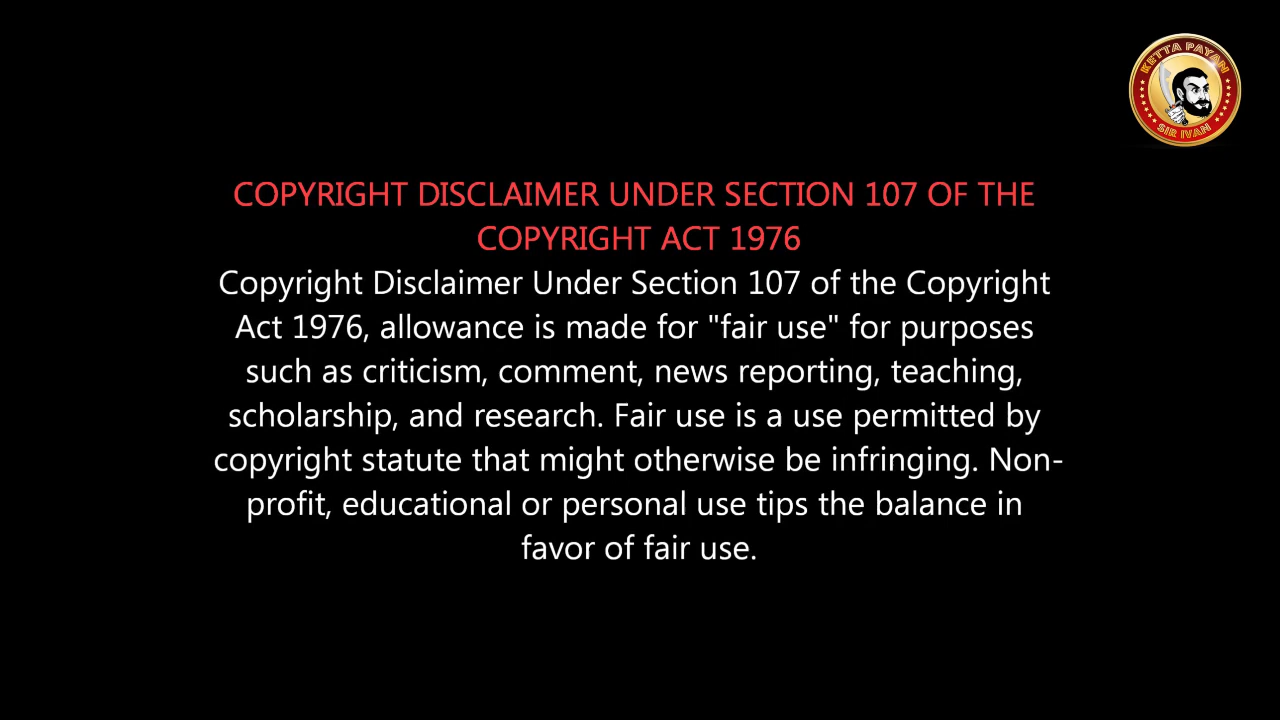 KETTA PAYAN
SIR IVAN
COPYRIGHT DISCLAIMER UNDER SECTION 107 OF THE
COPYRIGHT ACT 1976
Copyright Disclaimer Under Section 107 of the Copyright
Act 1976, allowance is made for "fair use" for purposes
such as criticism, comment, news reporting, teaching,
scholarship, and research. Fair use is a use permitted by
copyright statute that might otherwise be infringing. Non-
profit, educational or personal use tips the balance in
favor of fair use.